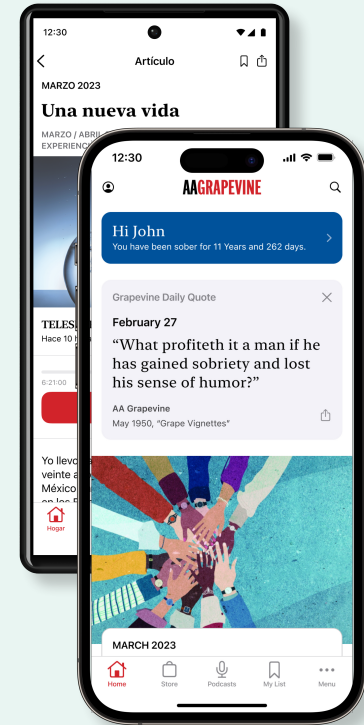 12:30
Artículo
MARZO 2023
Una nueva vida
MARZO / ABRIL
TELES
Hace 10
6:21:00
Yo llevo
veinte a
México
en los
Hogar
12:30
AAGRAPEVINE
Hi John
You have been sober for 11 Years and 262 days.
Grapevine Daily Quote
February 27
“What profiteth it a man if he
has gained sobriety and lost
his sense of humor?”
AA Grapevine
May 1950, “Grape Vignettes”
MARCH 2023
Home
Store
Podcasts
My List
Menu